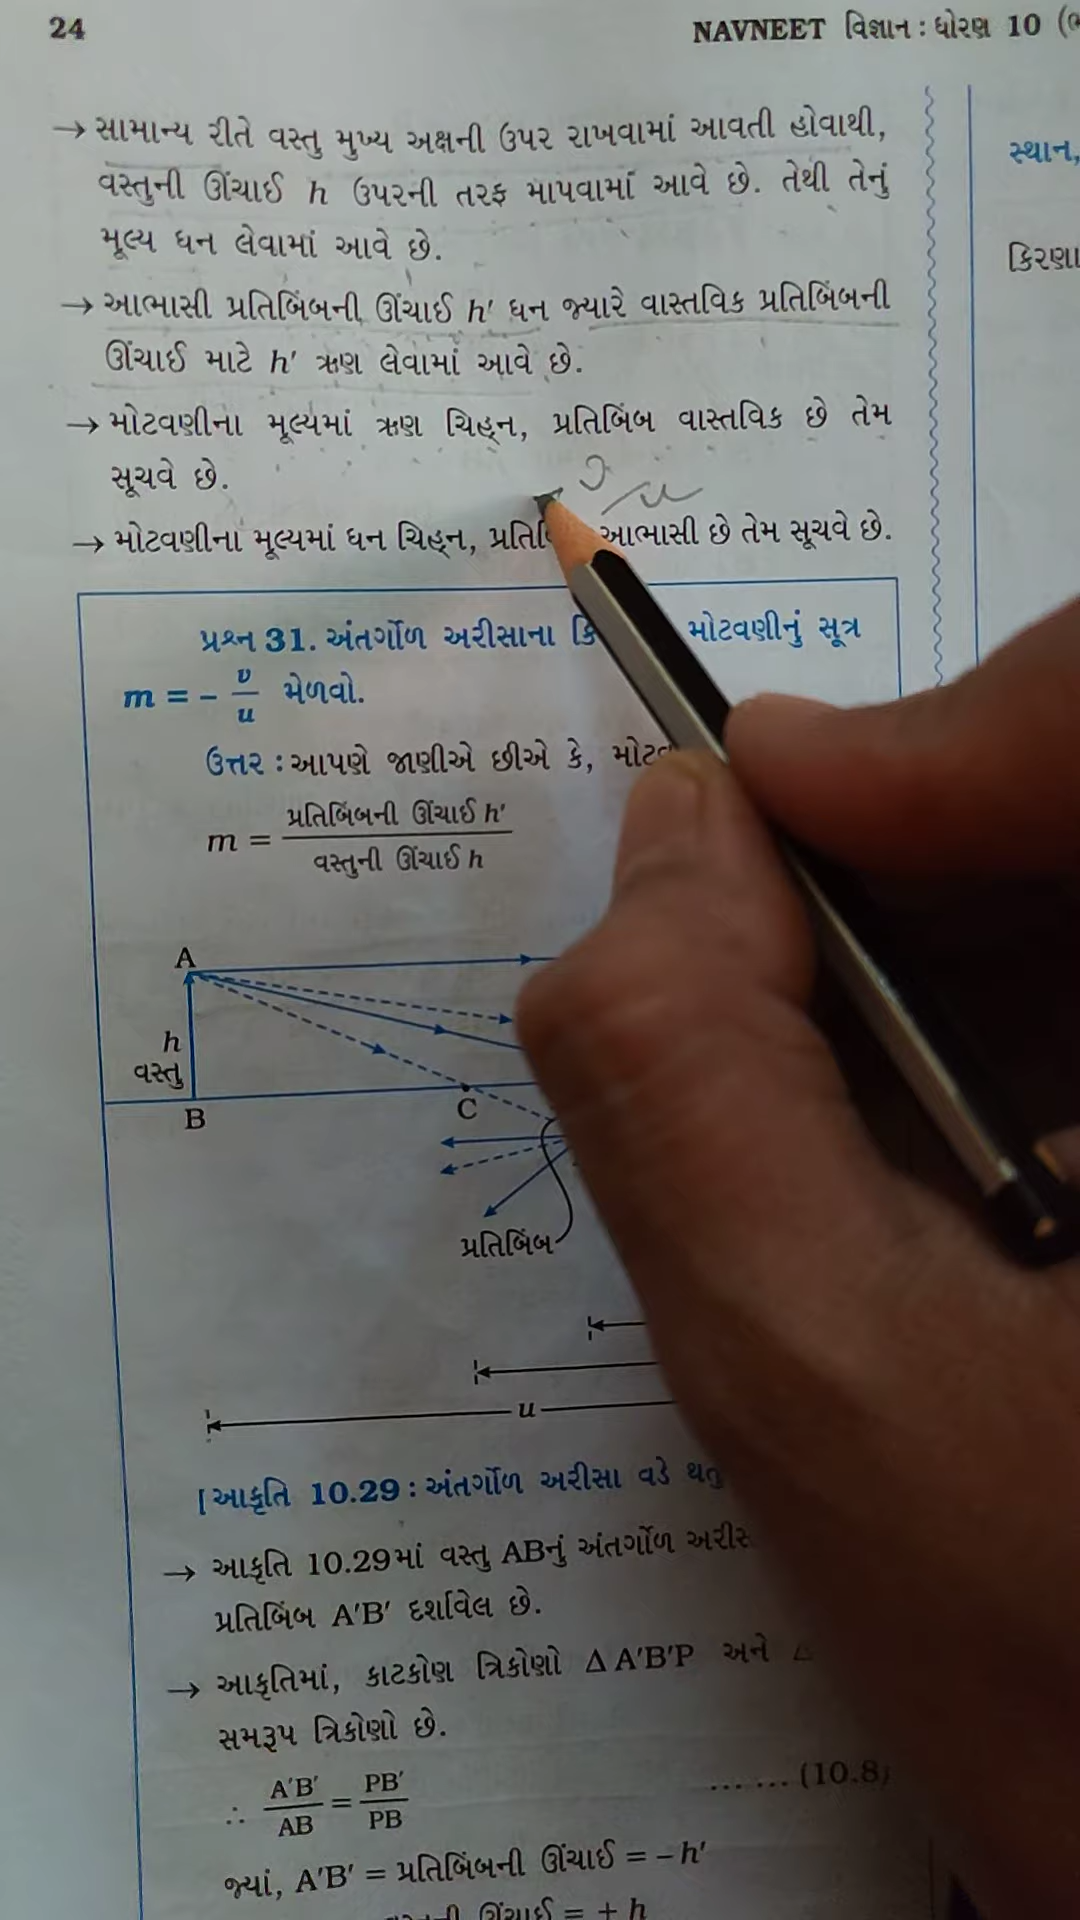 24
NAVNEET વિજ્ઞાન : ધોરણ 10
→ સામાન્ય રીતે વસ્તુ મુખ્ય અક્ષની ઉપર રાખવામાં આવતી હોવાથી,
વસ્તુની ઊંચાઈ h ઉપરની તરફ માપવામાં આવે છે. તેથી તેનું
મૂલ્ય ધન લેવામાં આવે છે.
→ આભાસી પ્રતિબિંબની ઊંચાઈ h' ધન જ્યારે વાસ્તવિક પ્રતિબિંબની
ઊંચાઈ માટે h' ઋણ લેવામાં આવે છે.
→ મોટવણીના મૂલ્યમાં ઋણ ચિહ્ન, પ્રતિબિંબ વાસ્તવિક છે તેમ
સૂચવે છે.
→ મોટવણીના મૂલ્યમાં ધન ચિહ્ન, આભાસી છે તેમ સૂચવે છે.
પ્રશ્ન 31. અંતર્ગોળ અરીસાના મોટવણીનું સૂત્ર
m = - v/u મેળવો.
ઉત્તર : આપણે જાણીએ છીએ કે,
m = પ્રતિબિંબની ઊંચાઈ h' / વસ્તુની ઊંચાઈ h
A
h
વસ્તુ
B
C
પ્રતિબિંબ
u
[આકૃતિ 10.29 : અંતર્ગોળ અરીસા વડે
→ આકૃતિ 10.29માં વસ્તુ ABનું અંતર્ગોળ
પ્રતિબિંબ A'B' દર્શાવેલ છે.
→ આકૃતિમાં, કાટકોણ ત્રિકોણો Δ A'B'P અને Δ
સમરૂપ ત્રિકોણો છે.
∴ A'B'/AB = PB'/PB ...... (10.8)
જ્યાં, A'B' = પ્રતિબિંબની ઊંચાઈ = – h'
ઊંચાઈ = + h
સ્થાન,